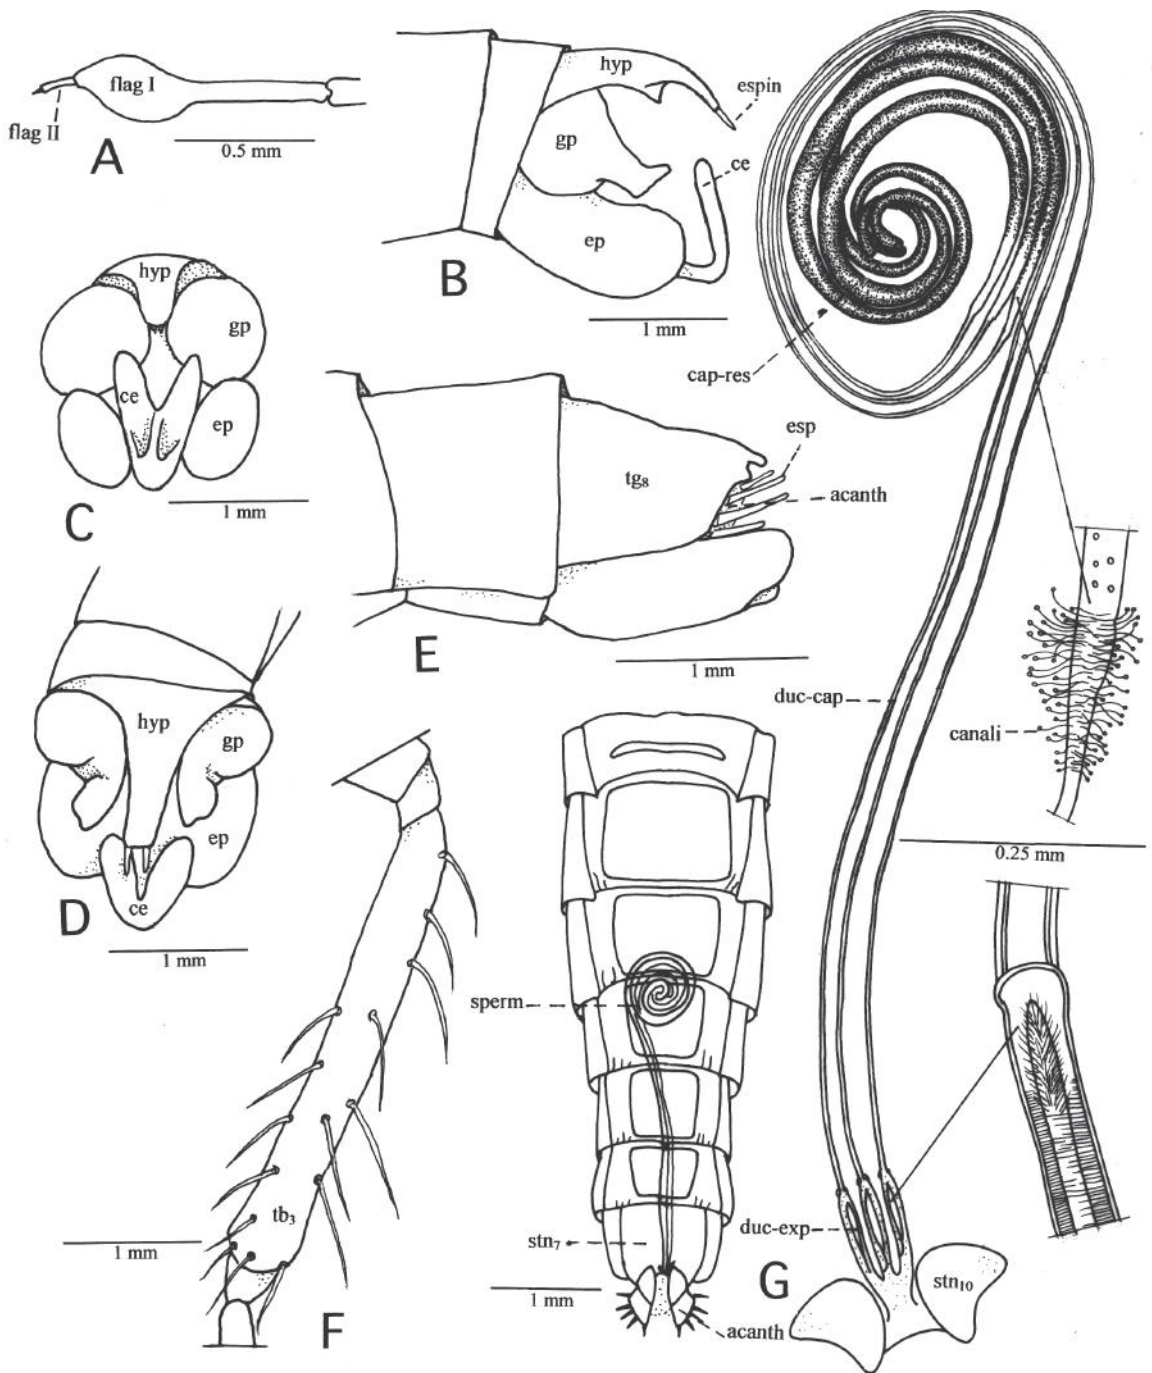 flag I
flag II
A
0.5 mm
hyp
espin
gp
ce
ep
B
1 mm
hyp
gp
ce
ep
C
1 mm
cap-res
esp
tg8
acanth
E
1 mm
hyp
gp
ep
ce
D
1 mm
duc-cap
canali
0.25 mm
sperm
tb3
1 mm
F
stn7
1 mm
acanth
duc-exp
G
stn10